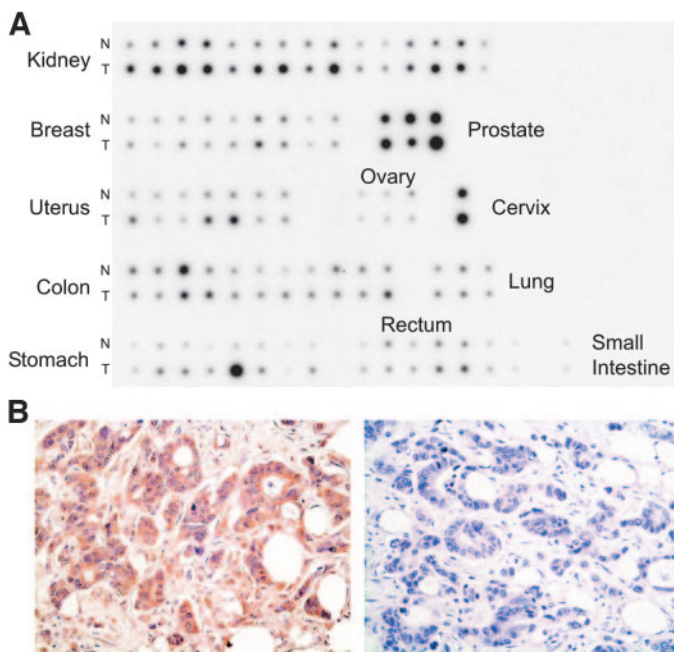 A
N
Kidney
T
N
Breast
T
Prostate
Ovary
N
Uterus
T
Cervix
N
Colon
T
Lung
Rectum
N
Stomach
T
Small
Intestine
B